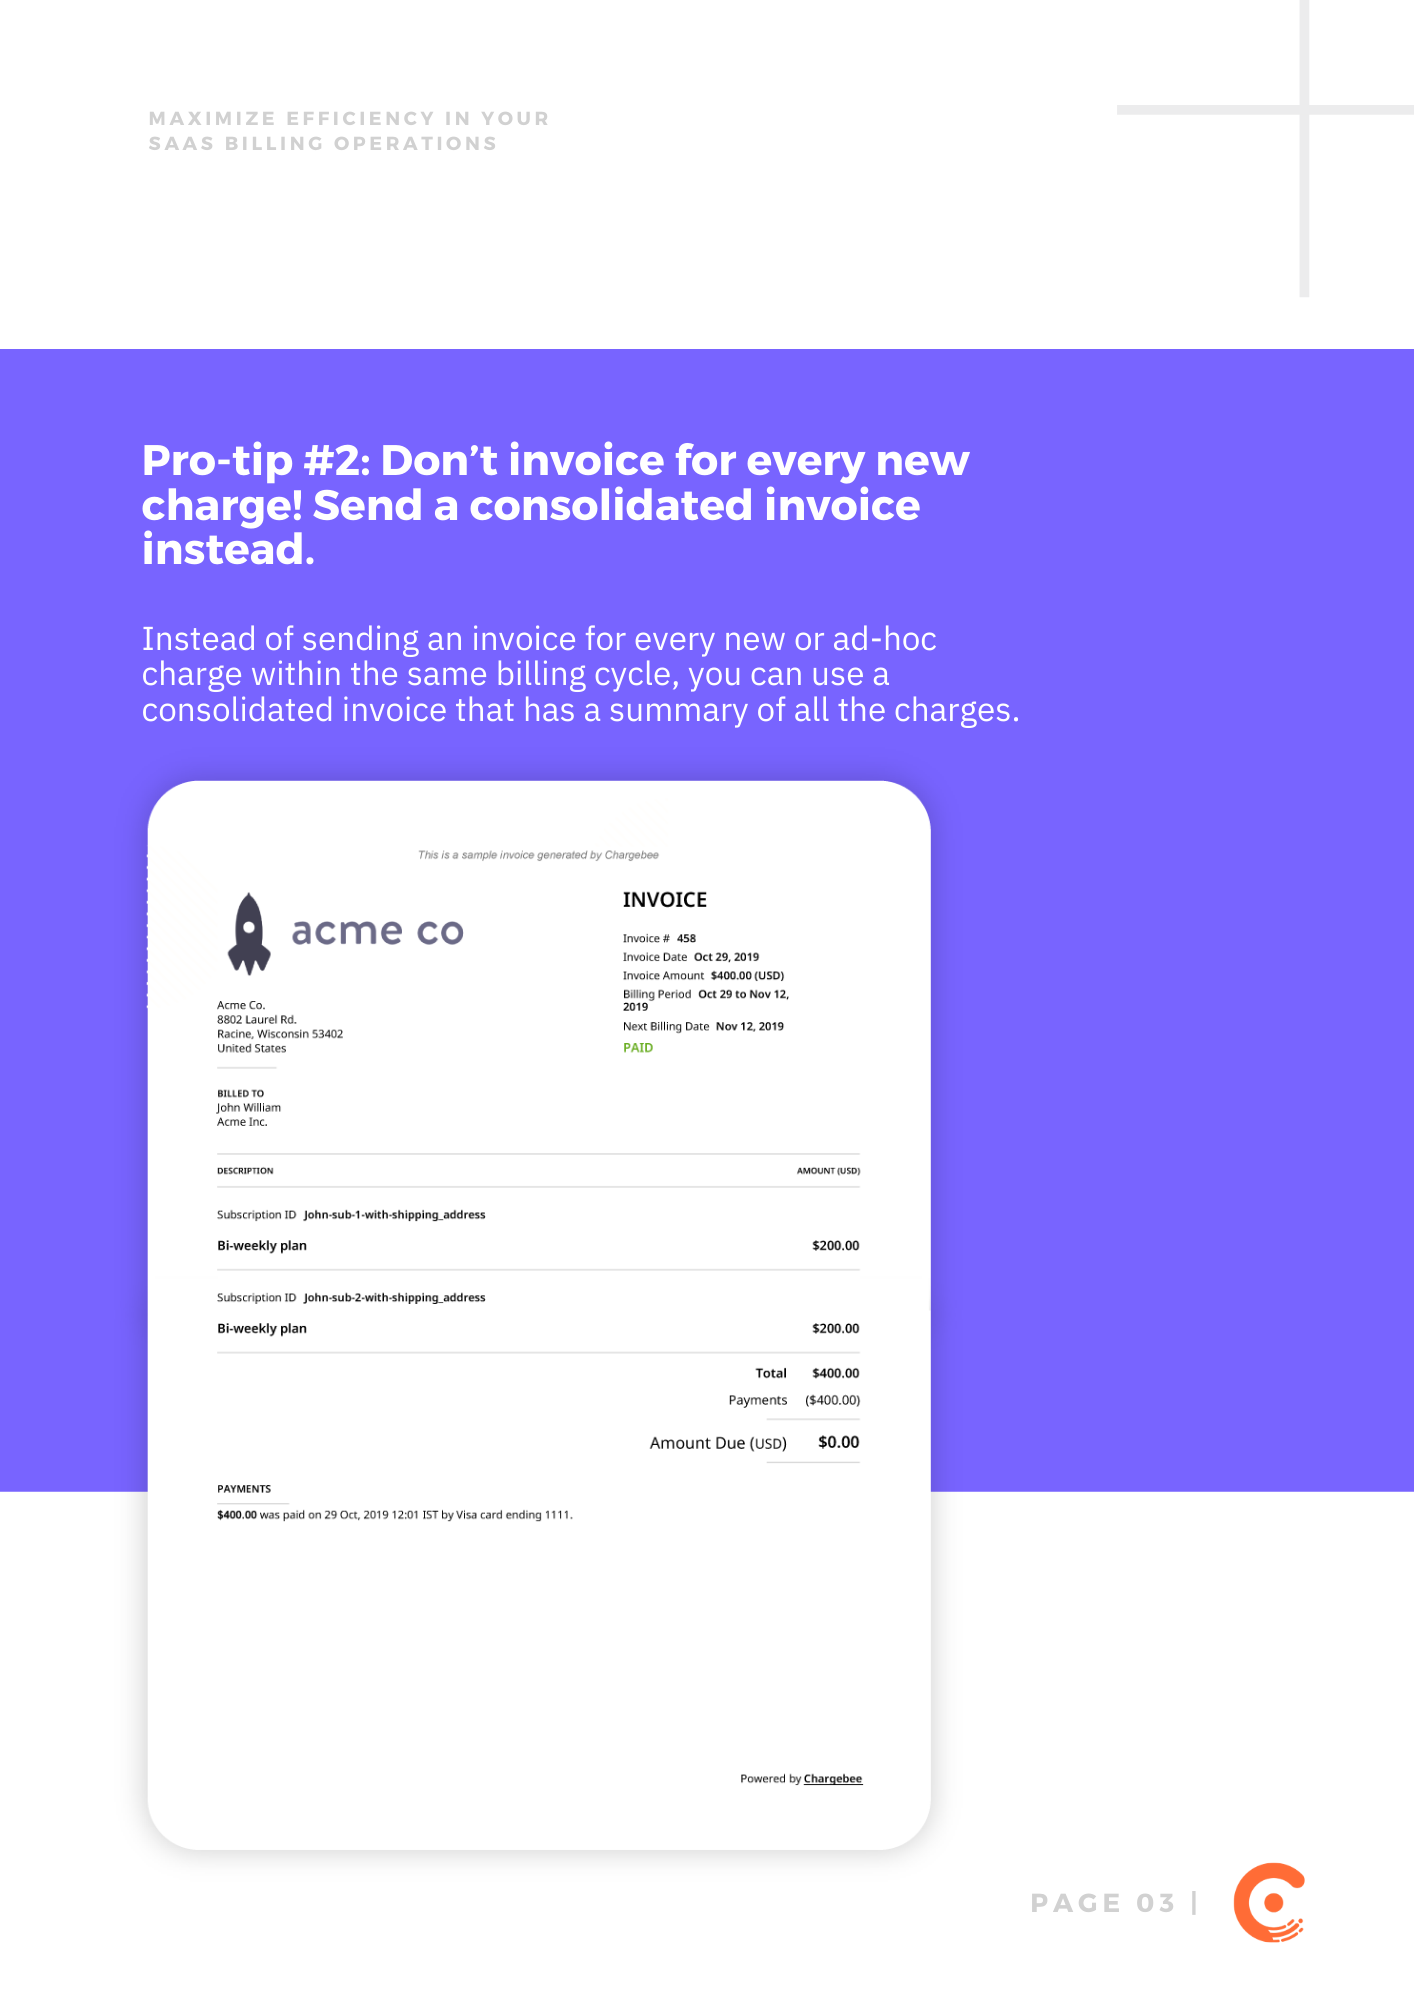 MAXIMIZE EFFICIENCY IN YOUR
SAAS BILLING OPERATIONS
Pro-tip #2: Don’t invoice for every new
charge! Send a consolidated invoice
instead.
Instead of sending an invoice for every new or ad-hoc
charge within the same billing cycle, you can use a
consolidated invoice that has a summary of all the charges.
This is a sample invoice generated by Chargebee
acme co
Acme Co.
8802 Laurel Rd.
Racine, Wisconsin 53402
United States
INVOICE
Invoice # 458
Invoice Date Oct 29, 2019
Invoice Amount $400.00 (USD)
Billing Period Oct 29 to Nov 12,
2019
Next Billing Date Nov 12, 2019
PAID
BILLED TO
John William
Acme Inc.
DESCRIPTION AMOUNT (USD)
Subscription ID John-sub-1-with-shipping_address
Bi-weekly plan $200.00
Subscription ID John-sub-2-with-shipping_address
Bi-weekly plan $200.00
Total $400.00
Payments ($400.00)
Amount Due (USD) $0.00
PAYMENTS
$400.00 was paid on 29 Oct, 2019 12:01 IST by Visa card ending 1111.
Powered by Chargebee
PAGE 03 |